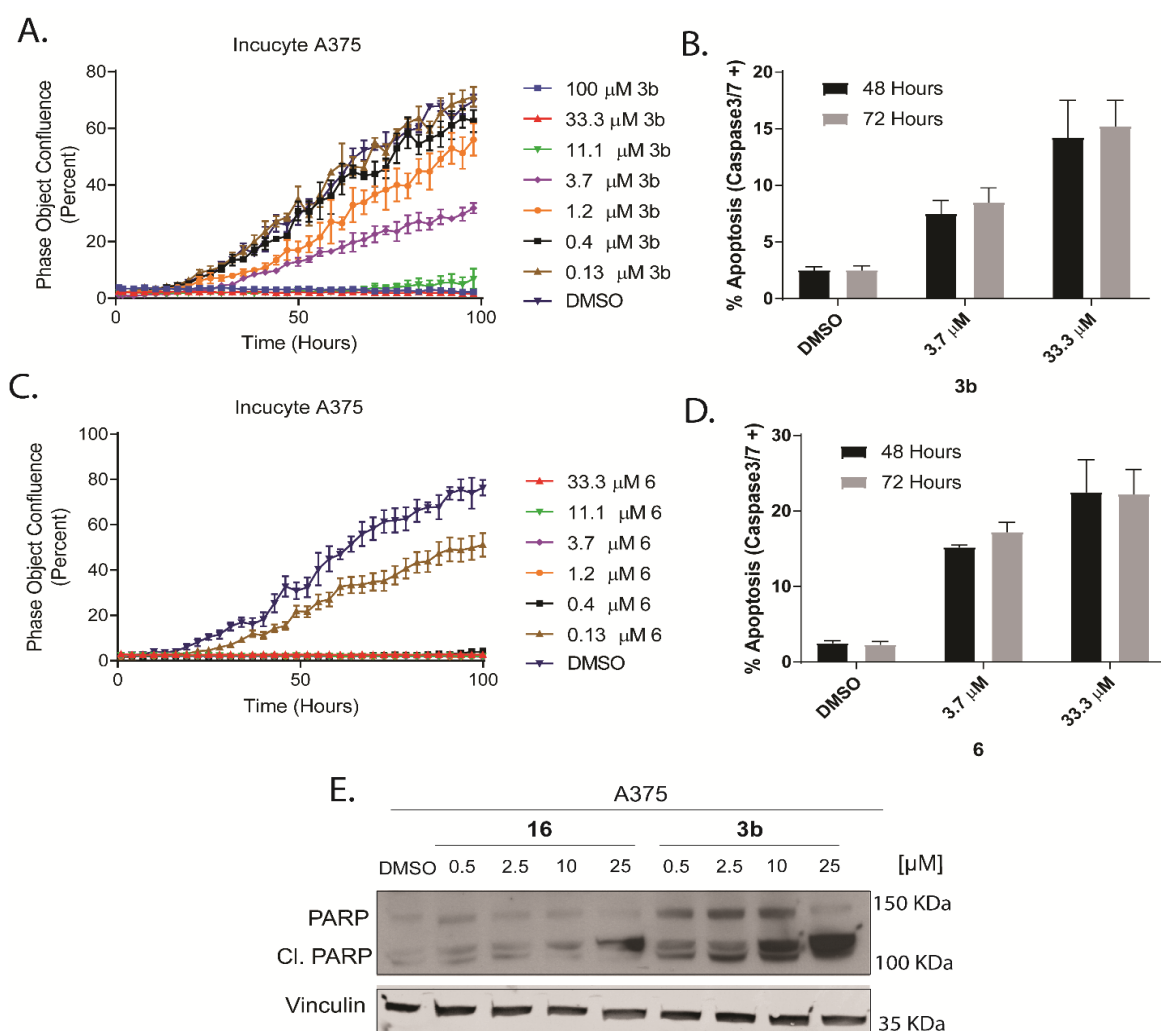 A.
Incucyte A375
Phase Object Confluence
(Percent)
80
60
40
20
0
0
50
100
Time (Hours)
100 μM 3b
33.3 μM 3b
11.1 μM 3b
3.7 μM 3b
1.2 μM 3b
0.4 μM 3b
0.13 μM 3b
DMSO
B.
% Apoptosis (Caspase3/7 +)
20
15
10
5
0
48 Hours
72 Hours
DMSO
3.7 μM
33.3 μM
3b
C.
Incucyte A375
Phase Object Confluence
(Percent)
100
80
60
40
20
0
0
50
100
Time (Hours)
33.3 μM 6
11.1 μM 6
3.7 μM 6
1.2 μM 6
0.4 μM 6
0.13 μM 6
DMSO
D.
% Apoptosis (Caspase3/7 +)
30
20
10
0
48 Hours
72 Hours
DMSO
3.7 μM
33.3 μM
6
E.
A375
16 3b
DMSO 0.5 2.5 10 25 0.5 2.5 10 25 [μM]
PARP
Cl. PARP
150 KDa
100 KDa
Vinculin
35 KDa